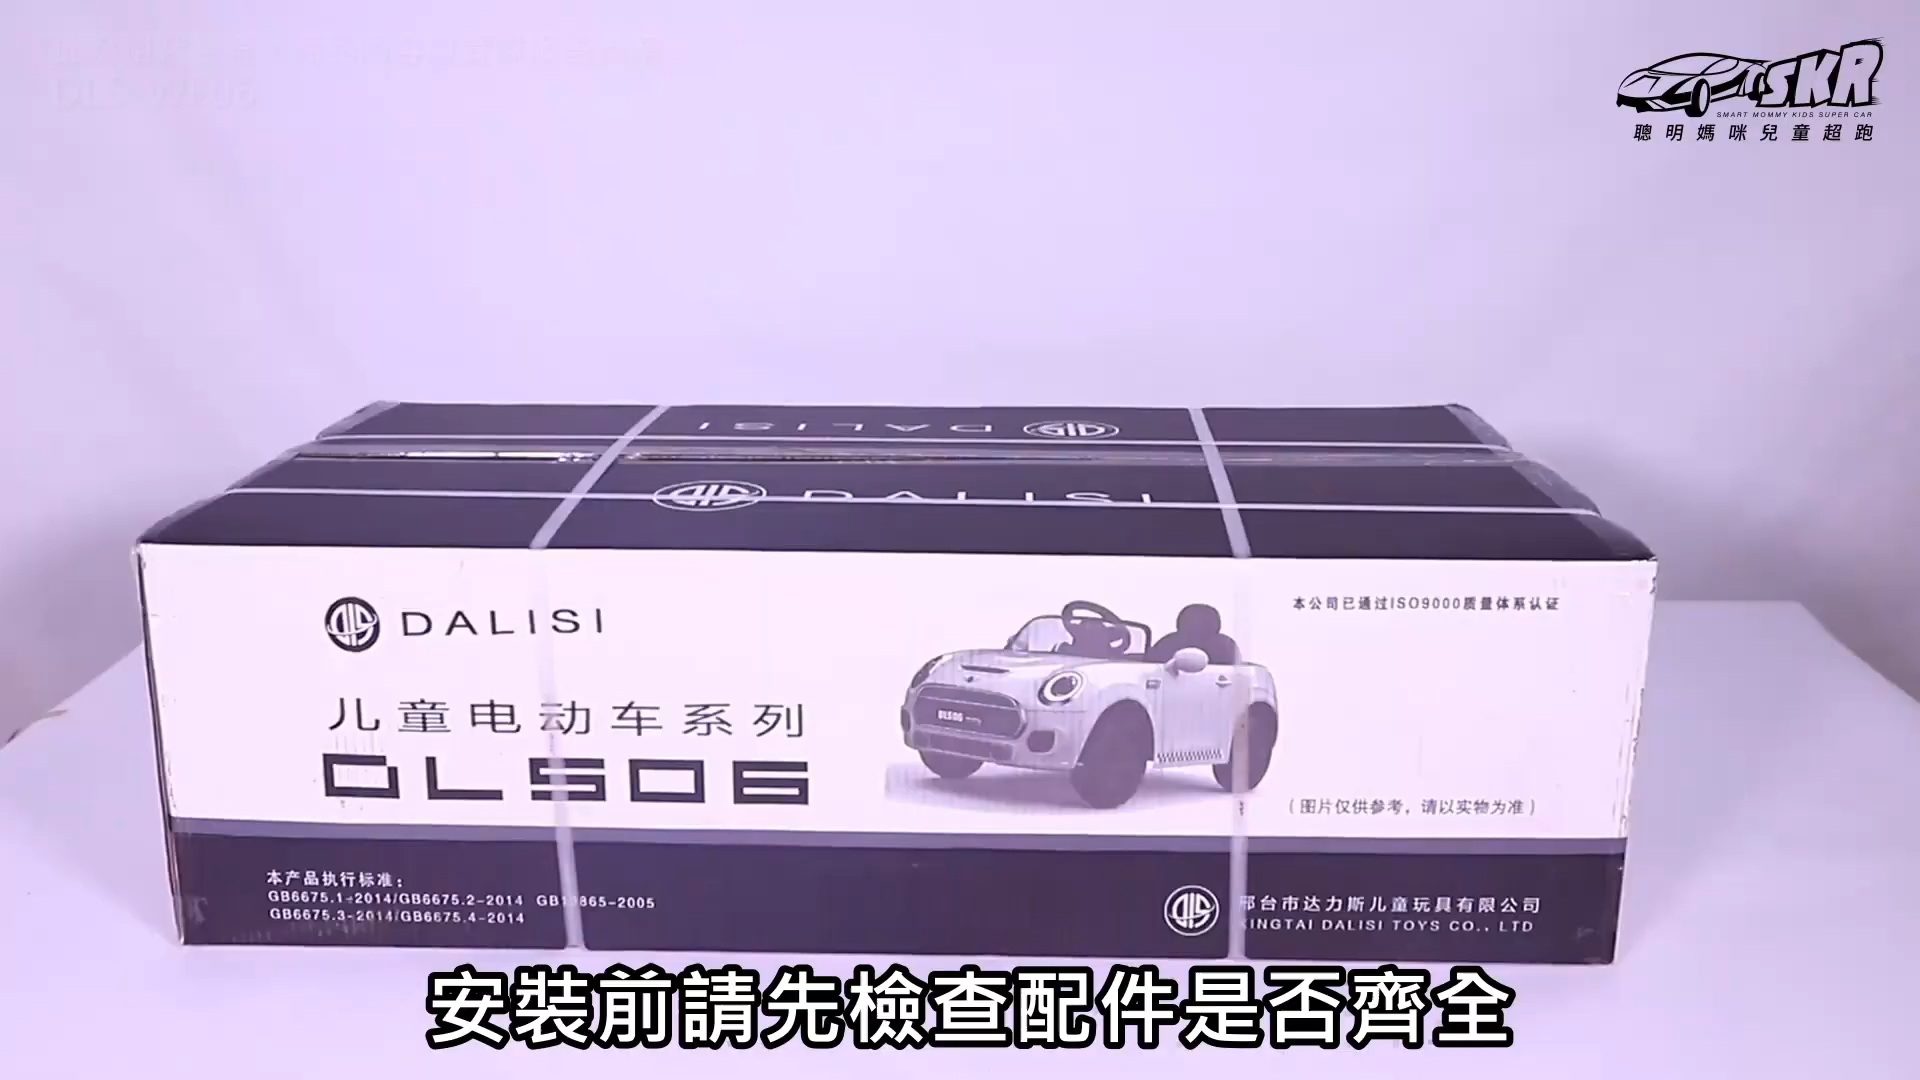 SKR
SMART MOMMY KIDS SUPER CAR
聰明媽咪兒童超跑
DALISI
DALISI
DALISI
儿童电动车系列
DLS06
本公司已通过ISO9000质量体系认证
DLS06
(图片仅供参考，请以实物为准)
本产品执行标准：
GB6675.1-2014/GB6675.2-2014 GB19865-2005
GB6675.3-2014/GB6675.4-2014
邢台市达力斯儿童玩具有限公司
XINGTAI DALISI TOYS CO., LTD
安裝前請先檢查配件是否齊全